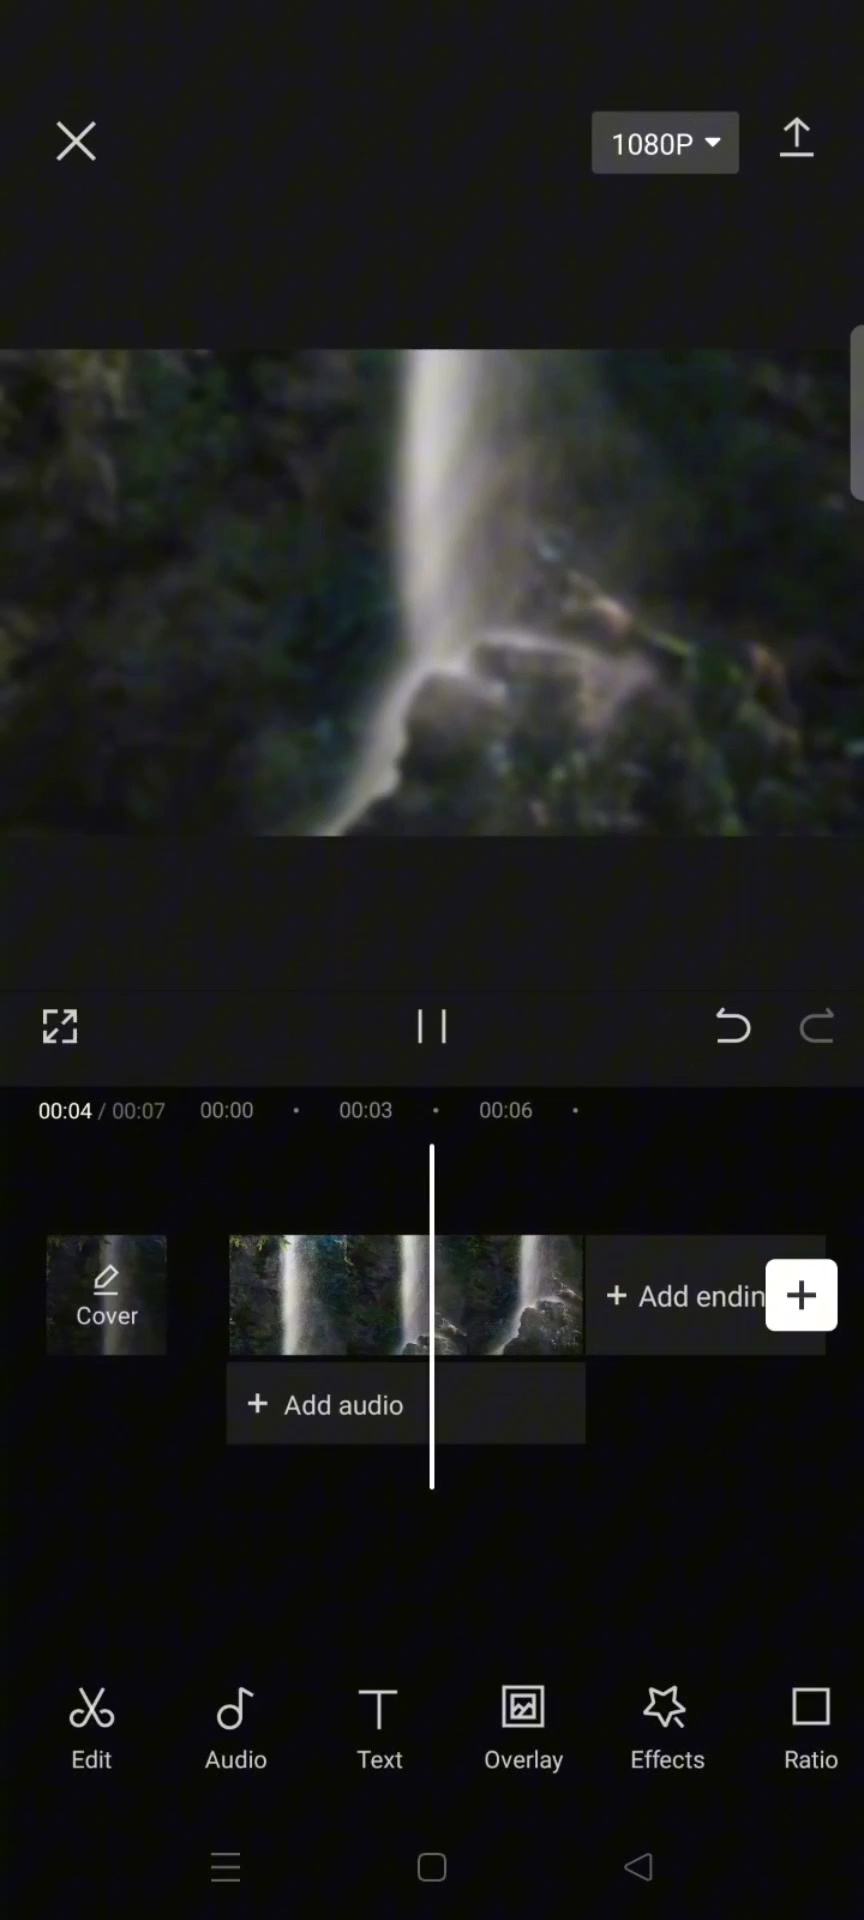 1080P
00:04 / 00:07 00:00 00:03 00:06
Cover
+ Add endin
+ Add audio
Edit Audio Text Overlay Effects Ratio